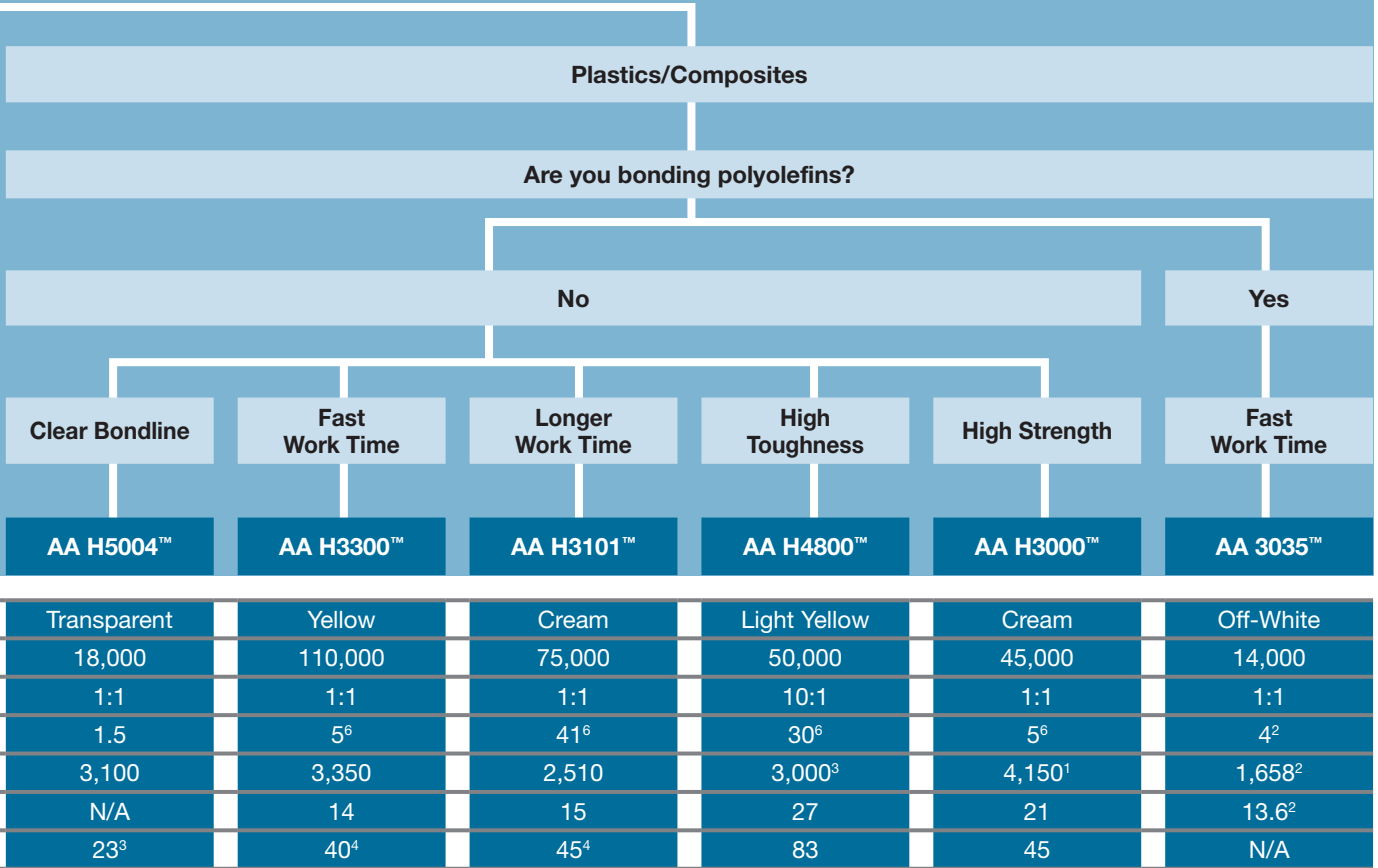 Plastics/Composites
Are you bonding polyolefins?
No Yes
Clear Bondline Fast Work Time Longer Work Time High Toughness High Strength Fast Work Time
AA H5004™ AA H3300™ AA H3101™ AA H4800™ AA H3000™ AA 3035™
Transparent Yellow Cream Light Yellow Cream Off-White
18,000 110,000 75,000 50,000 45,000 14,000
1:1 1:1 1:1 10:1 1:1 1:1
1.5 5⁶ 41⁶ 30⁶ 5⁶ 4²
3,100 3,350 2,510 3,000³ 4,150¹ 1,658²
N/A 14 15 27 21 13.6²
23³ 40⁴ 45⁴ 83 45 N/A